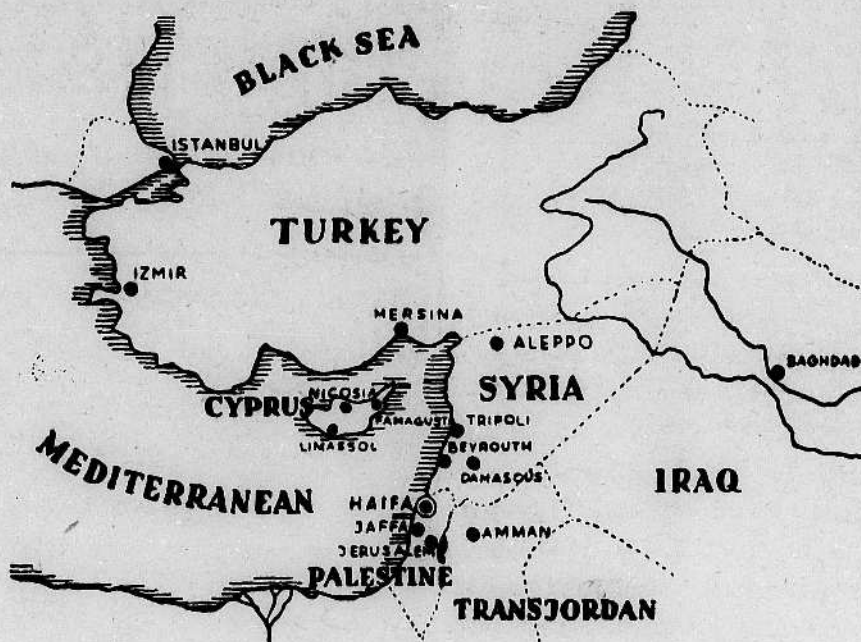 BLACK SEA
ISTANBUL
TURKEY
IZMIR
MERSINA
ALEPPO
BAGHDAD
SYRIA
NICOSIA
CYPRUS
FAMAGUST
TRIPOLI
LIMASSOL
BEYROUTH
DAMASCUS
MEDITERRANEAN
IRAQ
HAIFA
JAFFA
AMMAN
JERUSALEM
PALESTINE
TRANSJORDAN